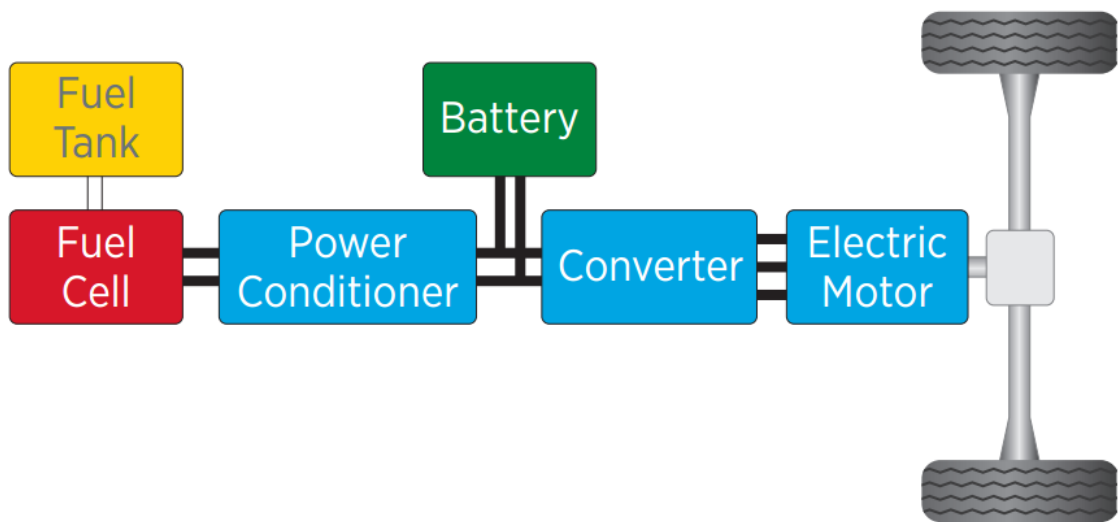 Fuel
Tank
Battery
Fuel
Cell
Power
Conditioner
Converter
Electric
Motor